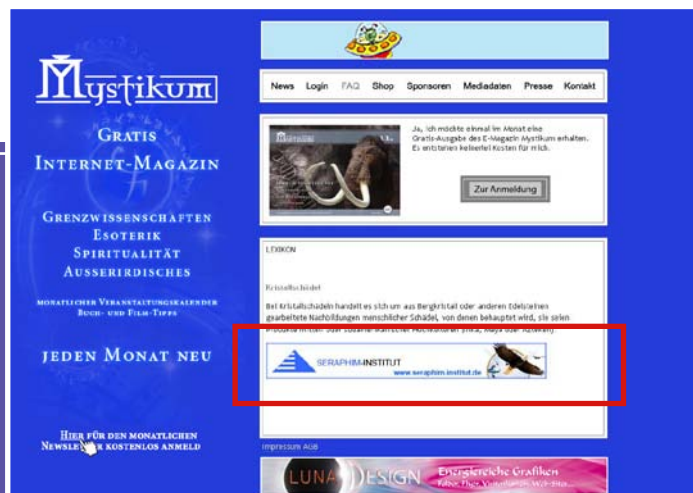 Mystikum
GRATIS
INTERNET-MAGAZIN
GRENZWISSENSCHAFTEN
ESOTERIK
SPIRITUALITÄT
AUSSERIRDISCHES
MONATLICHER VERANSTALTUNGSKALENDER
BUCH- UND FILM-TIPPS
JEDEN MONAT NEU
HIER FÜR DEN MONATLICHEN
KOSTENLOS ANMELD
News Login FAQ Shop Sponsoren Mediadaten Presse Kontakt
Ja, ich möchte einmal im Monat eine
Gratis-Ausgabe des E-Magazin Mystikum erhalten.
Es entstehen keinerlei Kosten für mich.
Mystikum
Zur Anmeldung
LEXIKON
Kristallschädel
Bei Kristallschädeln handelt es sich um aus Bergkristall oder anderen Edelsteinen
gearbeitete Nachbildungen menschlicher Schädel, von denen behauptet wird, sie seien
SERAPHIM-INSTITUT
www.seraphim-institut.de
Impressum AGB
LUNA DESIGN
Energiereiche Grafiken